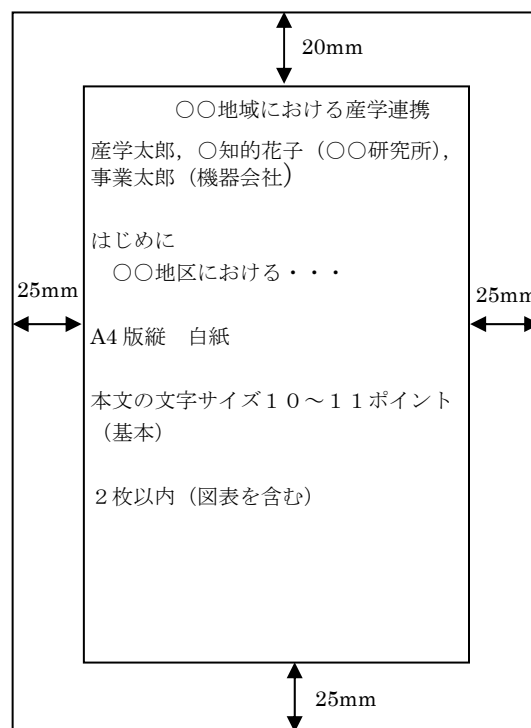 20mm
○○地域における産学連携
産学太郎，○知的花子（○○研究所），
事業太郎（機器会社）
はじめに
　○○地区における・・・
25mm
25mm
A4 版縦　白紙
本文の文字サイズ１０～１１ポイント
（基本）
２枚以内（図表を含む）
25mm